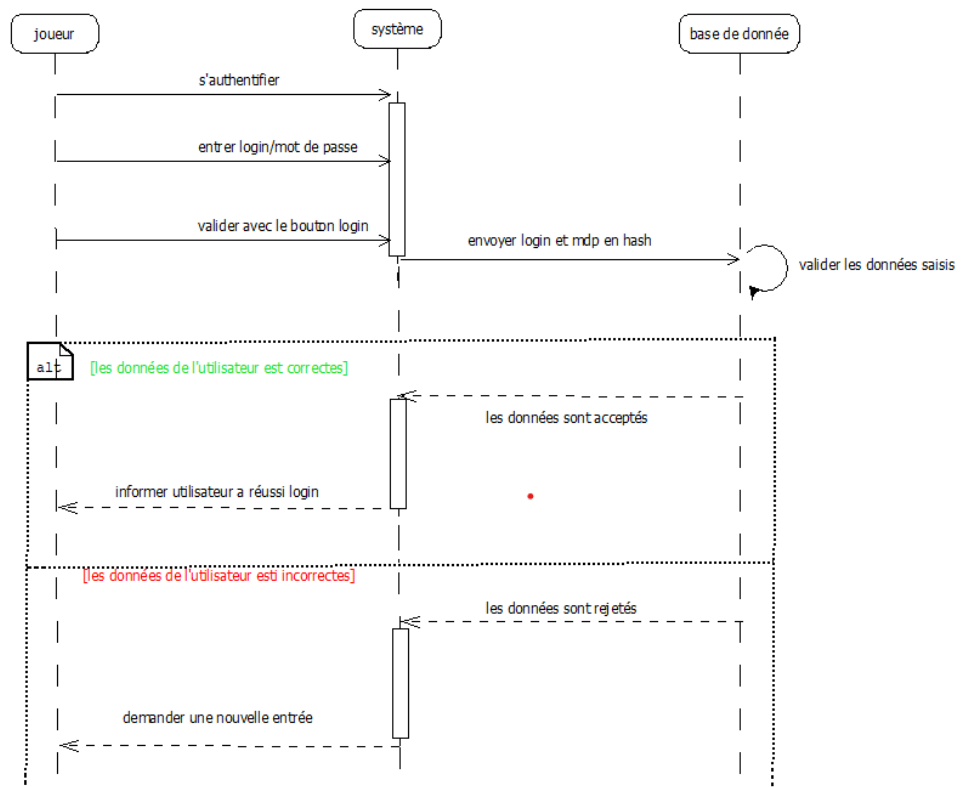 joueur
système
base de donnée
s'authentifier
entrer login/mot de passe
valider avec le bouton login
envoyer login et mdp en hash
valider les données saisis
alt
[les données de l'utilisateur est correctes]
les données sont acceptés
informer utilisateur a réussi login
[les données de l'utilisateur esti incorrectes]
les données sont rejetés
demander une nouvelle entrée